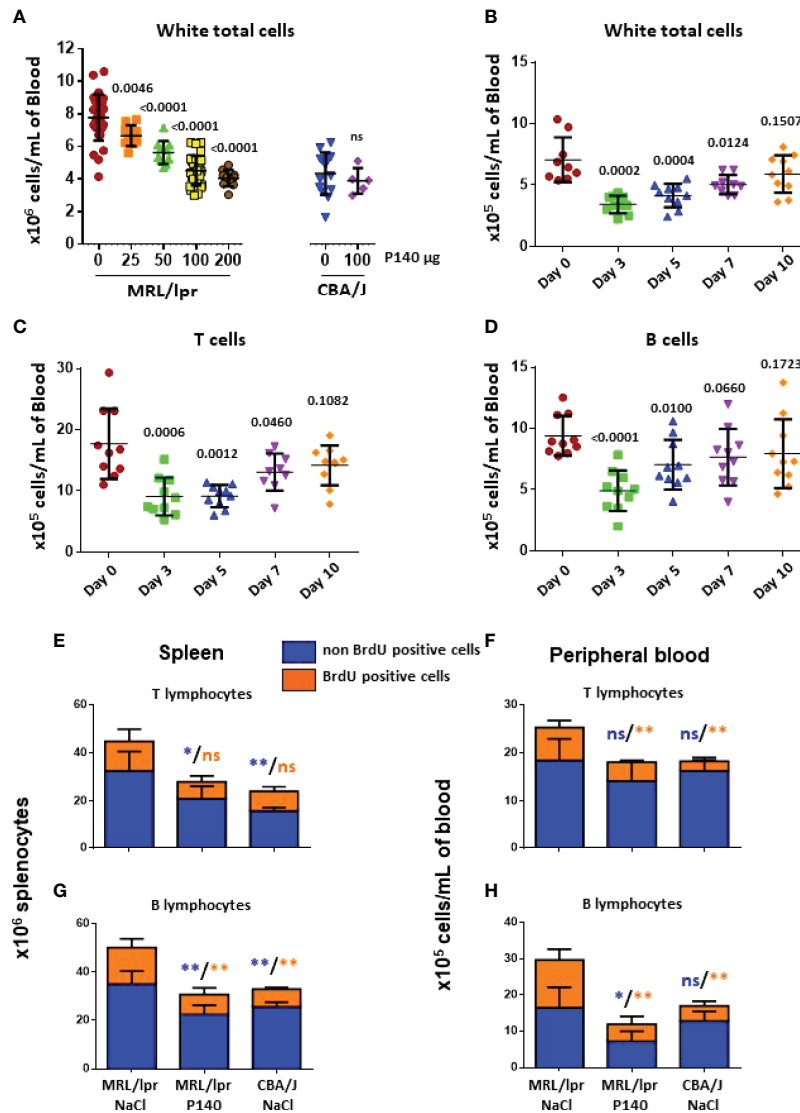 A
White total cells
x10⁶ cells/mL of Blood
12
10
8
6
4
2
0
0.0046
<0.0001
<0.0001
<0.0001
ns
0 25 50 100 200
0 100
P140 µg
MRL/lpr
CBA/J
B
White total cells
x10⁵ cells/mL of Blood
15
10
5
0
0.0002
0.0004
0.0124
0.1507
Day 0 Day 3 Day 5 Day 7 Day 10
C
T cells
x10⁵ cells/mL of Blood
30
20
10
0
0.0006
0.0012
0.0460
0.1082
Day 0 Day 3 Day 5 Day 7 Day 10
D
B cells
x10⁵ cells/mL of Blood
15
10
5
0
<0.0001
0.0100
0.0660
0.1723
Day 0 Day 3 Day 5 Day 7 Day 10
E
Spleen
non BrdU positive cells
BrdU positive cells
F
Peripheral blood
T lymphocytes
60
40
20
0
*/ns
**/ns
T lymphocytes
30
20
10
0
ns/**
ns/**
x10⁶ splenocytes
x10⁵ cells/mL of blood
G
B lymphocytes
60
40
20
0
**/**
**/**
MRL/lpr MRL/lpr CBA/J
NaCl P140 NaCl
H
B lymphocytes
40
30
20
10
0
*/**
ns/**
MRL/lpr MRL/lpr CBA/J
NaCl P140 NaCl